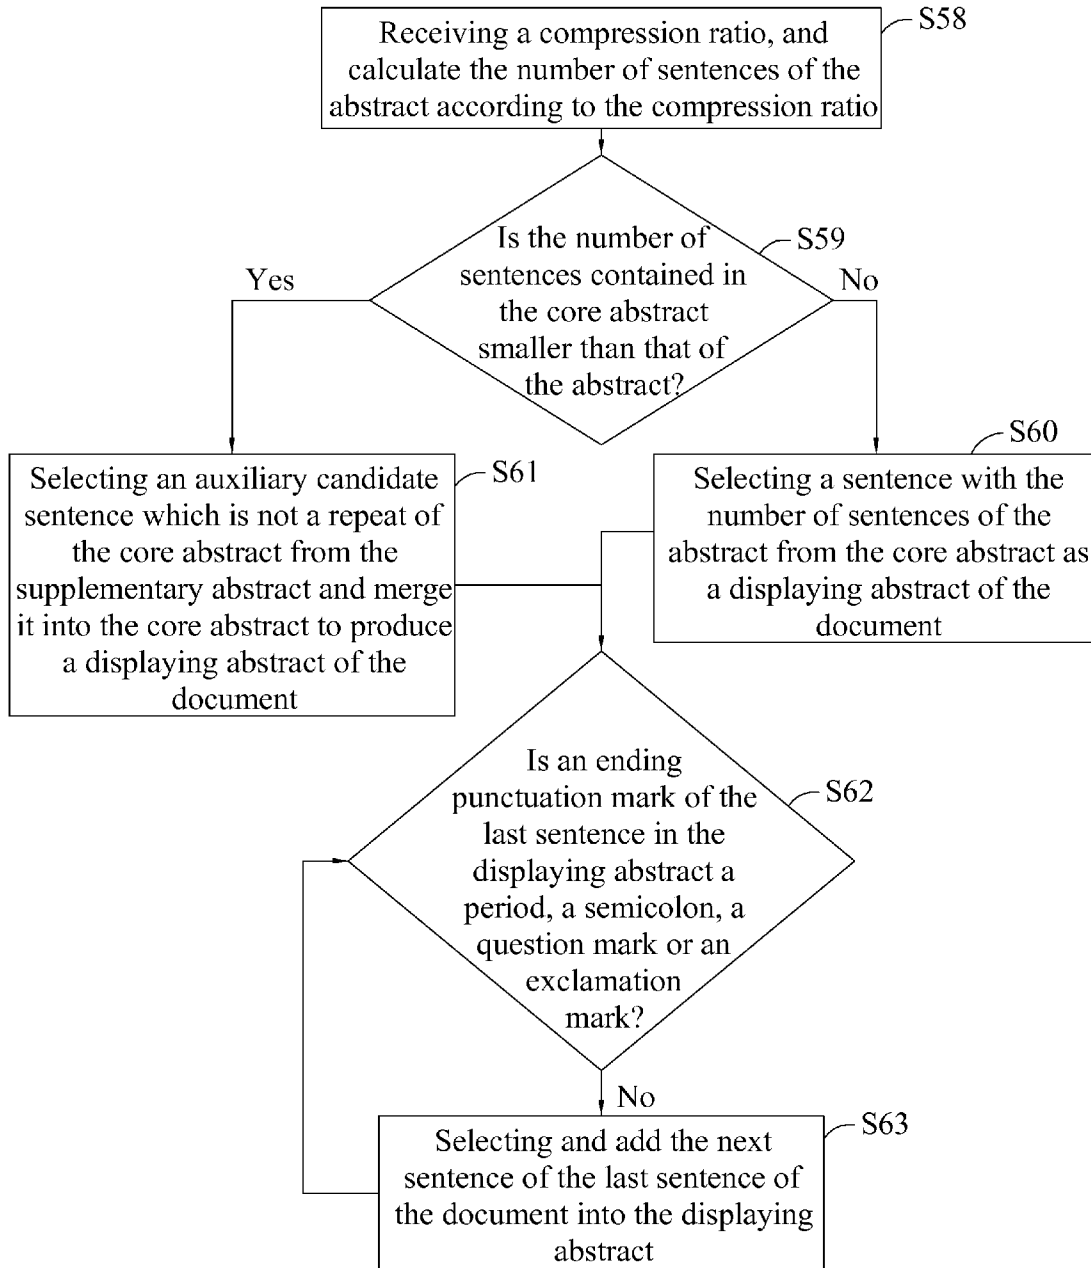 Receiving a compression ratio, and
calculate the number of sentences of the
abstract according to the compression ratio
S58
Is the number of
sentences contained in
the core abstract
smaller than that of
the abstract?
S59
Yes
No
Selecting an auxiliary candidate
sentence which is not a repeat of
the core abstract from the
supplementary abstract and merge
it into the core abstract to produce
a displaying abstract of the
document
S61
Selecting a sentence with the
number of sentences of the
abstract from the core abstract as
a displaying abstract of the
document
S60
Is an ending
punctuation mark of the
last sentence in the
displaying abstract a
period, a semicolon, a
question mark or an
exclamation
mark?
S62
No
Selecting and add the next
sentence of the last sentence of
the document into the displaying
abstract
S63